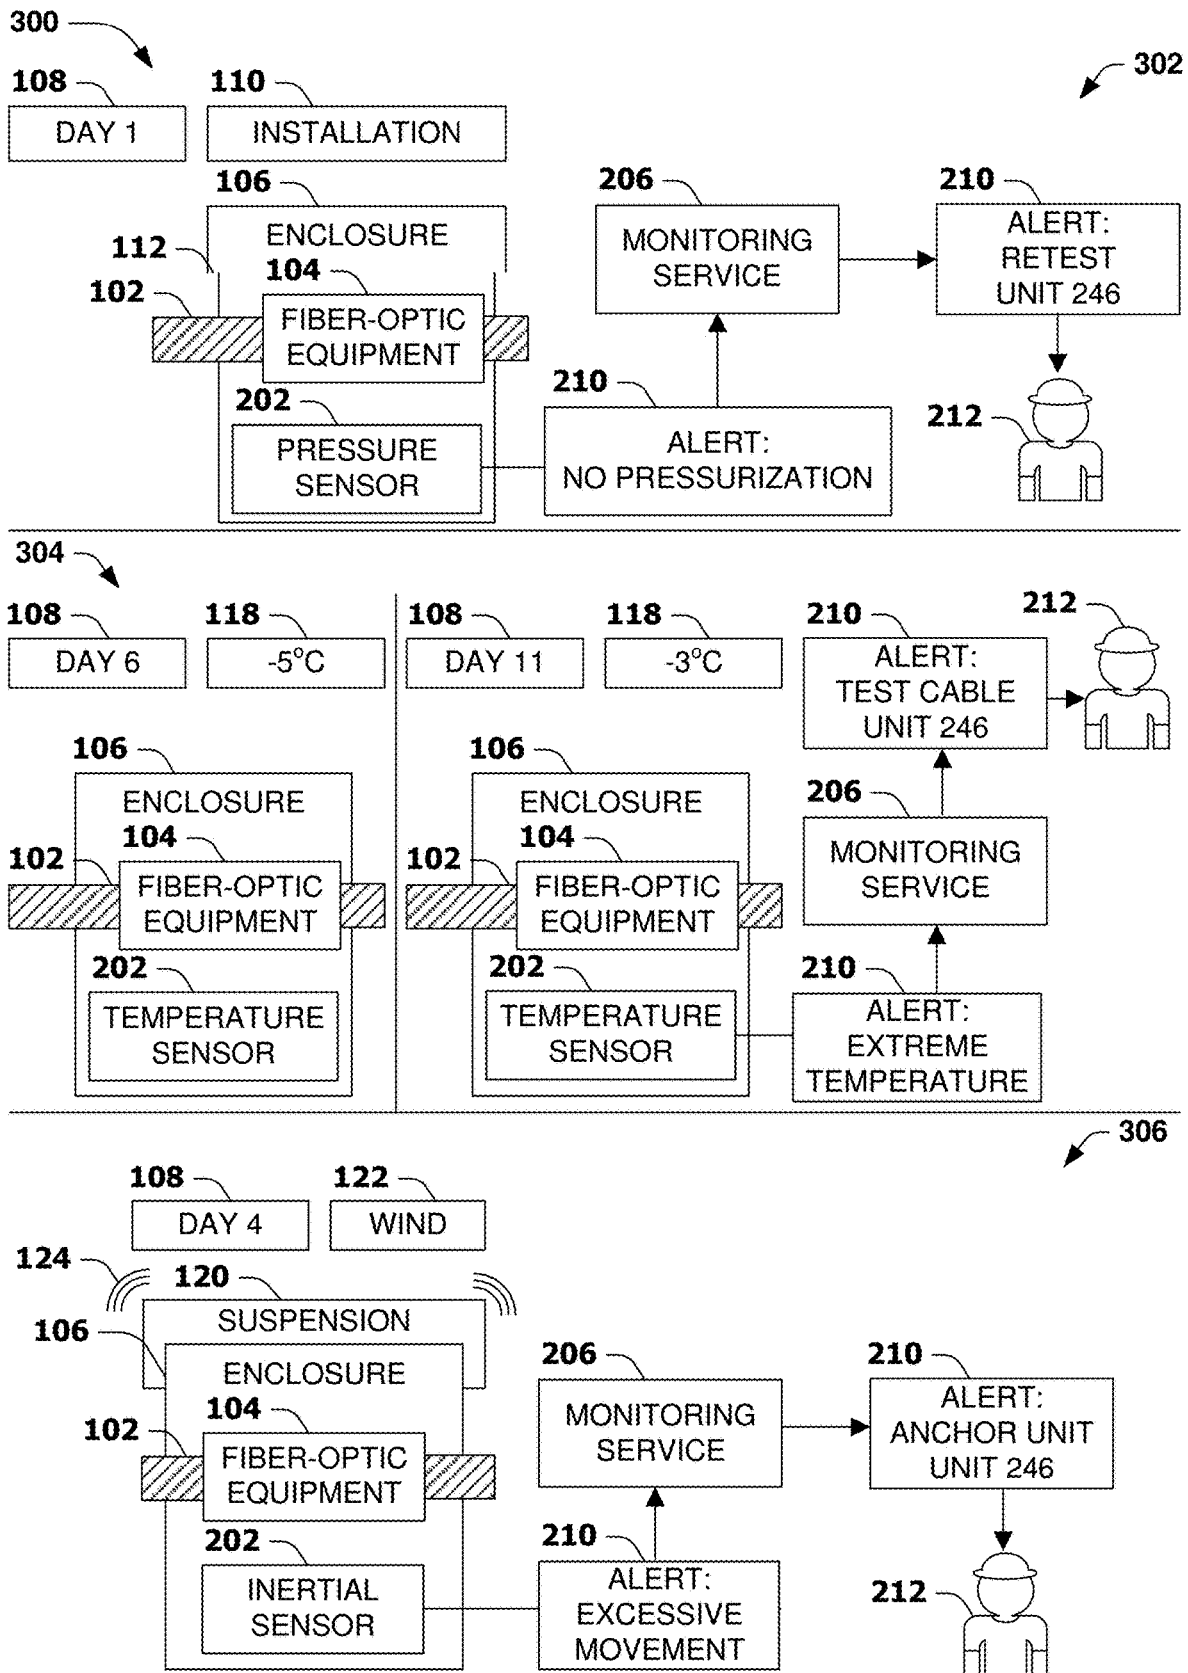 300
302
108
110
DAY 1
INSTALLATION
106
206
210
ENCLOSURE
MONITORING
SERVICE
ALERT:
RETEST
UNIT 246
112
104
102
FIBER-OPTIC
EQUIPMENT
202
210
212
PRESSURE
SENSOR
ALERT:
NO PRESSURIZATION
304
108
118
108
118
210
212
DAY 6
-5°C
DAY 11
-3°C
ALERT:
TEST CABLE
UNIT 246
106
106
206
ENCLOSURE
ENCLOSURE
MONITORING
SERVICE
102
104
102
104
FIBER-OPTIC
EQUIPMENT
FIBER-OPTIC
EQUIPMENT
202
202
210
TEMPERATURE
SENSOR
TEMPERATURE
SENSOR
ALERT:
EXTREME
TEMPERATURE
306
108
122
DAY 4
WIND
124
120
SUSPENSION
106
ENCLOSURE
206
210
MONITORING
SERVICE
ALERT:
ANCHOR UNIT
UNIT 246
102
104
FIBER-OPTIC
EQUIPMENT
202
210
212
INERTIAL
SENSOR
ALERT:
EXCESSIVE
MOVEMENT